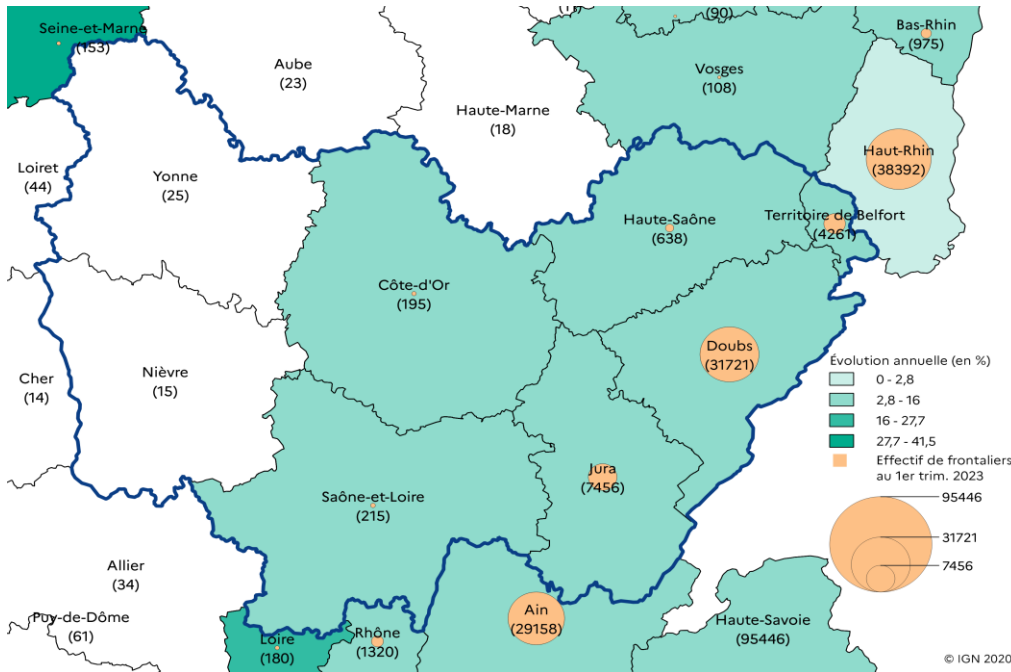 (90)
Seine-et-Marne
(153)
Bas-Rhin
(975)
Aube
(23)
Vosges
(108)
Haute-Marne
(18)
Haut-Rhin
(38392)
Loiret
(44)
Yonne
(25)
Haute-Saône
(638)
Territoire de Belfort
(4261)
Côte-d'Or
(195)
Doubs
(31721)
Cher
(14)
Nièvre
(15)
Évolution annuelle (en %)
0 - 2,8
2,8 - 16
16 - 27,7
27,7 - 41,5
Effectif de frontaliers
au 1er trim. 2023
95446
31721
7456
Jura
(7456)
Saône-et-Loire
(215)
Allier
(34)
Puy-de-Dôme
(61)
Loire
(180)
Rhône
(1320)
Ain
(29158)
Haute-Savoie
(95446)
© IGN 2020